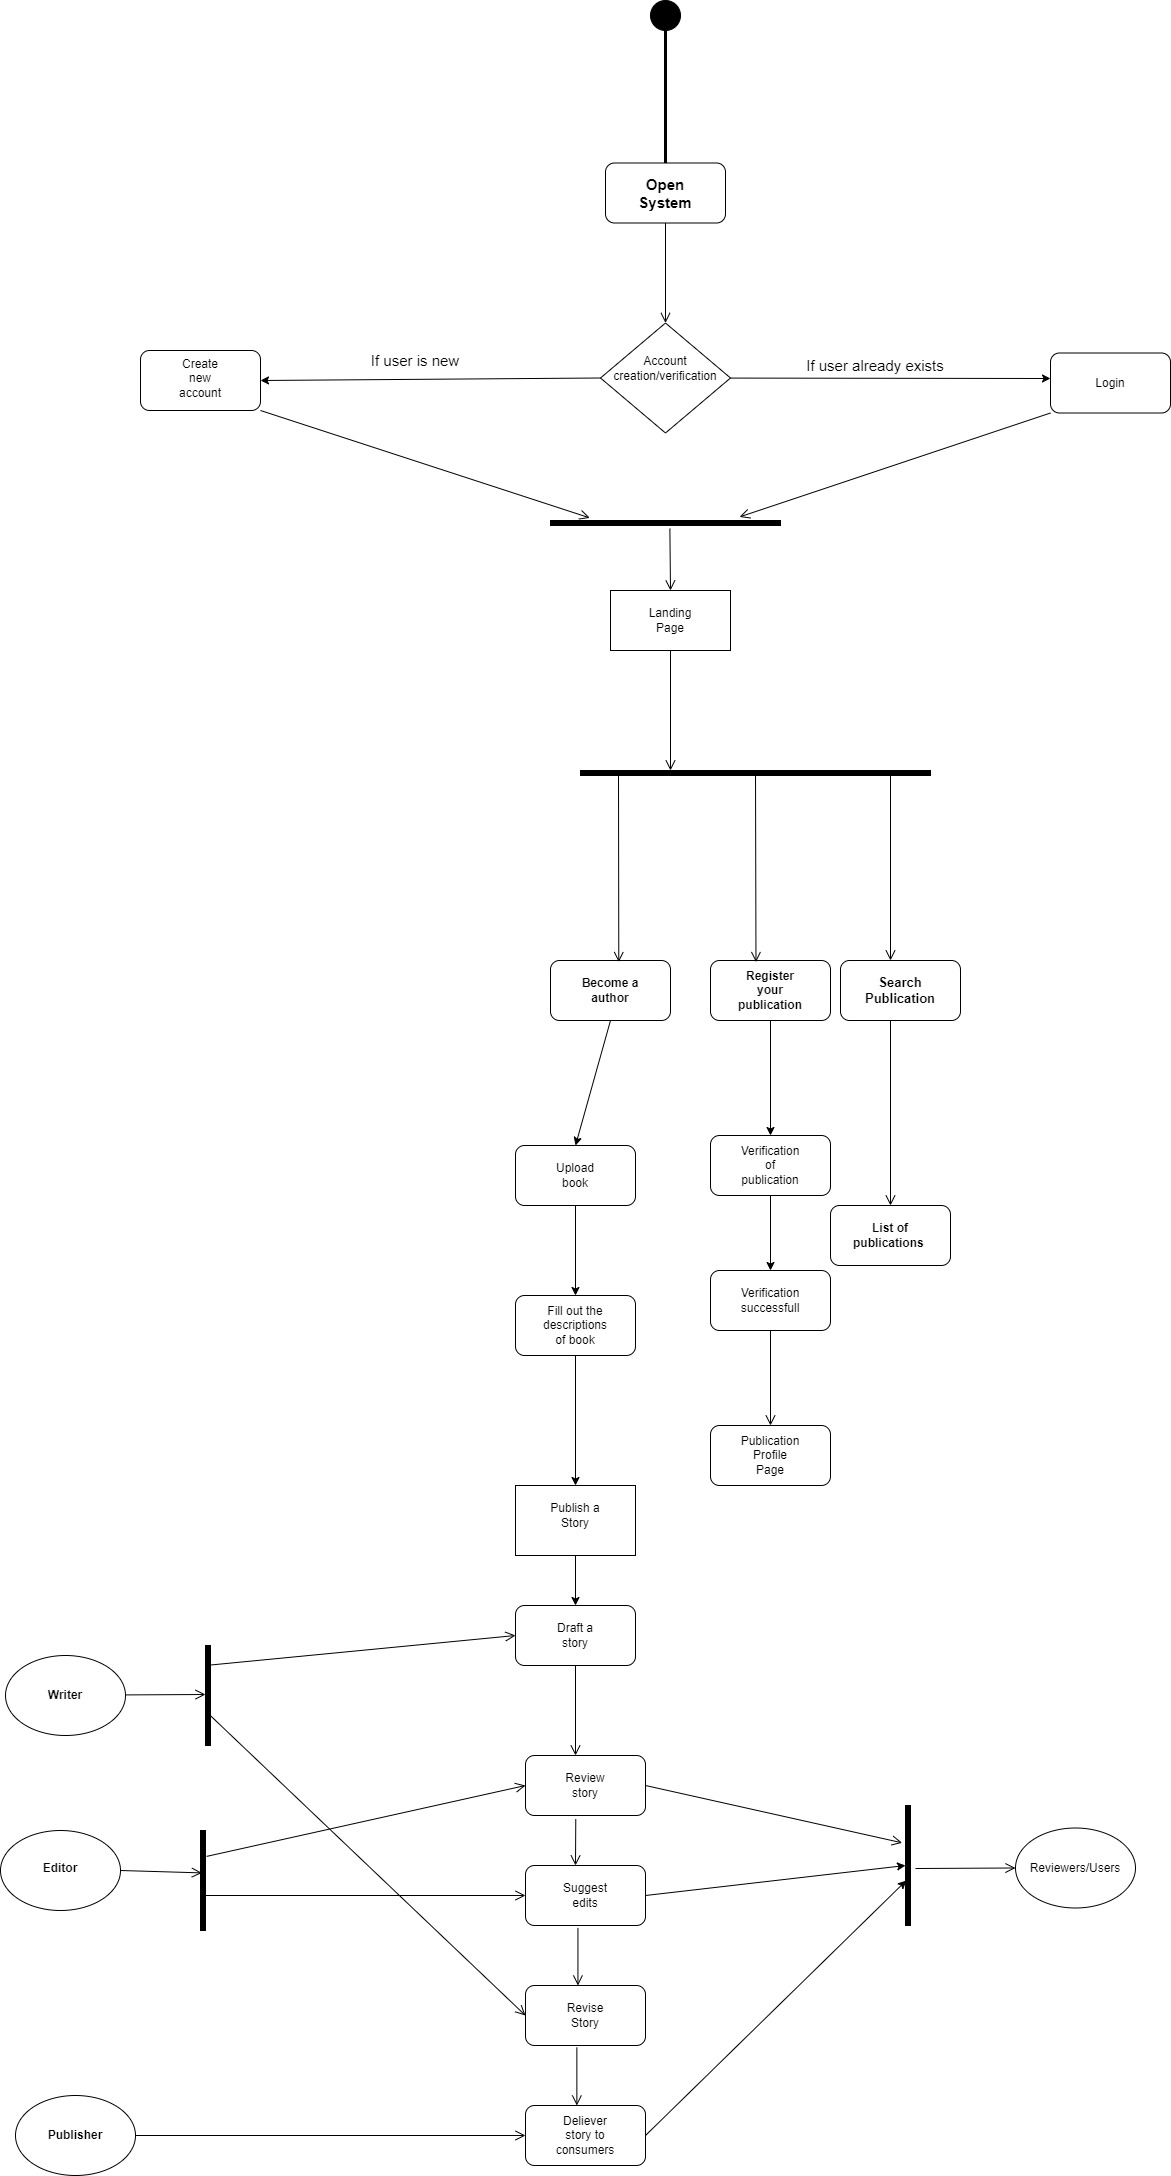 Open
System
Account
creation/verification
If user is new
If user already exists
Create
new
account
Login
Landing
Page
Become a
author
Register
your
publication
Search
Publication
Upload
book
Verification
of
publication
List of
publications
Fill out the
descriptions
of book
Verification
successfull
Publication
Profile
Page
Publish a
Story
Draft a
story
Writer
Review
story
Editor
Suggest
edits
Reviewers/Users
Revise
Story
Publisher
Deliever
story to
consumers